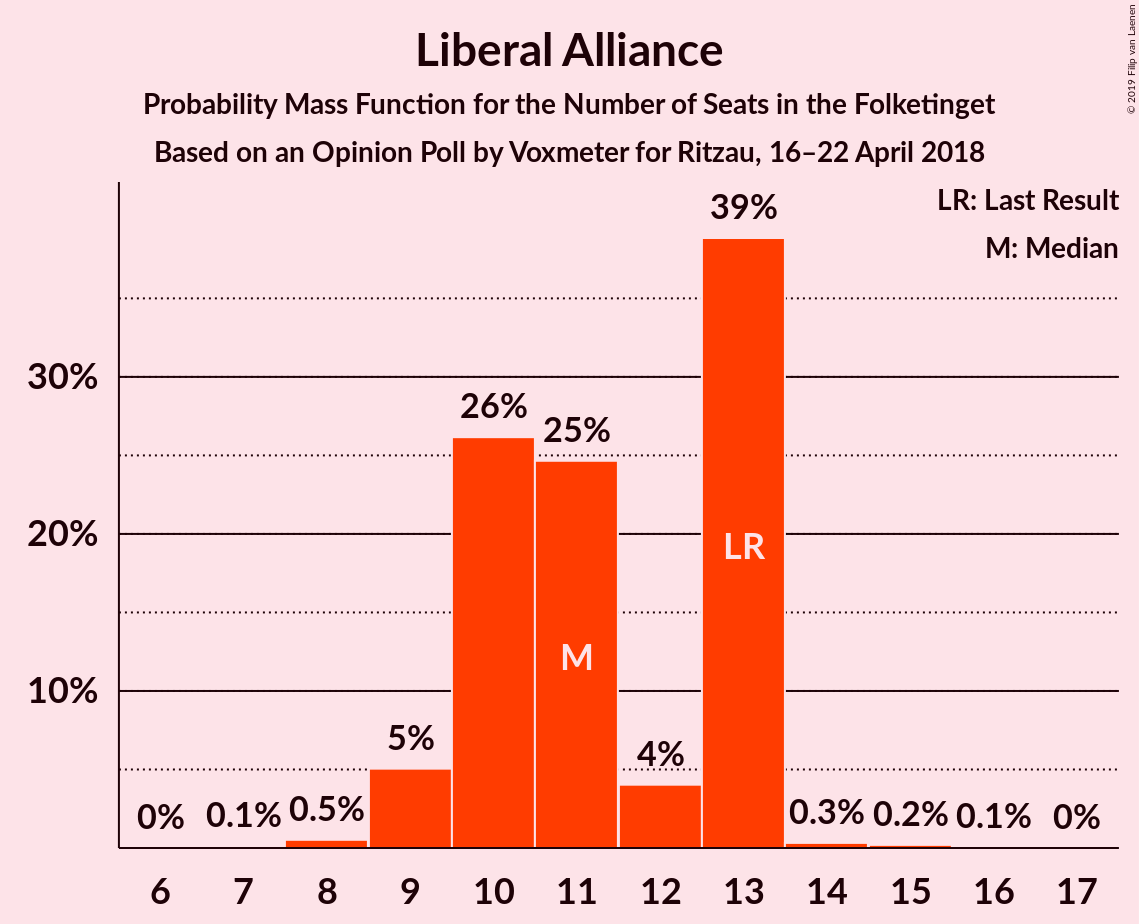 Liberal Alliance
Probability Mass Function for the Number of Seats in the Folketinget
Based on an Opinion Poll by Voxmeter for Ritzau, 16–22 April 2018
© 2019 Filip van Laenen
LR: Last Result
M: Median
39%
30%
26%
25%
20%
LR
M
10%
5%
4%
0%
0.1%
0.5%
0.3%
0.2%
0.1%
0%
6 7 8 9 10 11 12 13 14 15 16 17